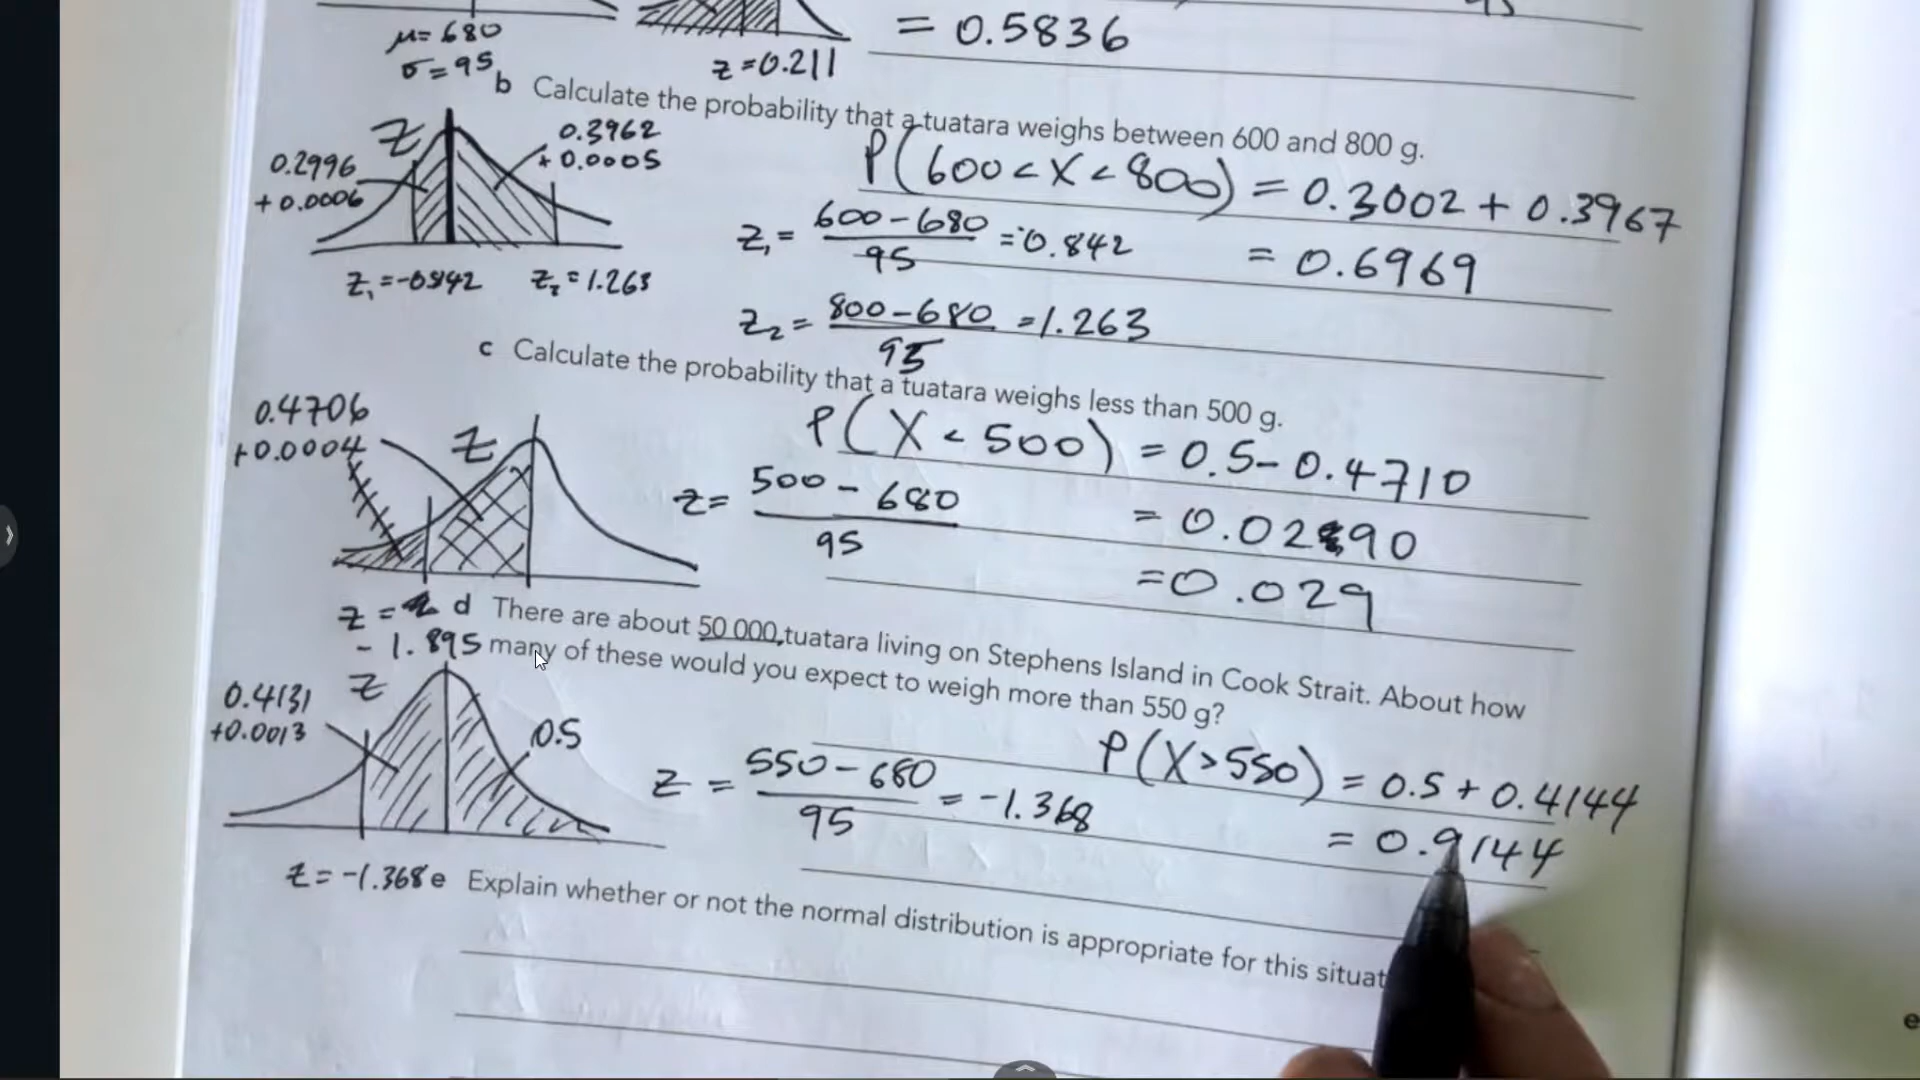 μ = 680
σ = 95
z = 0.211
= 0.5836
b Calculate the probability that a tuatara weighs between 600 and 800 g.
z
0.3962
+ 0.0005
0.2996
+ 0.0006
P(600 < X < 800) = 0.3002 + 0.3967
z₁ = 600 - 680 / 95 = -0.842
= 0.6969
z₁ = -0.842 z₂ = 1.263
z₂ = 800 - 680 / 95 = 1.263
c Calculate the probability that a tuatara weighs less than 500 g.
0.4706
+0.0004
z
P(X < 500) = 0.5 - 0.4710
z = 500 - 680 / 95
= 0.0290
= 0.029
z =
- 1.895
d There are about 50 000 tuatara living on Stephens Island in Cook Strait. About how
many of these would you expect to weigh more than 550 g?
0.4131
+0.0013
z
0.5
P(X > 550) = 0.5 + 0.4144
z = 550 - 680 / 95 = -1.368
= 0.9144
z = -1.368
e Explain whether or not the normal distribution is appropriate for this situat
e